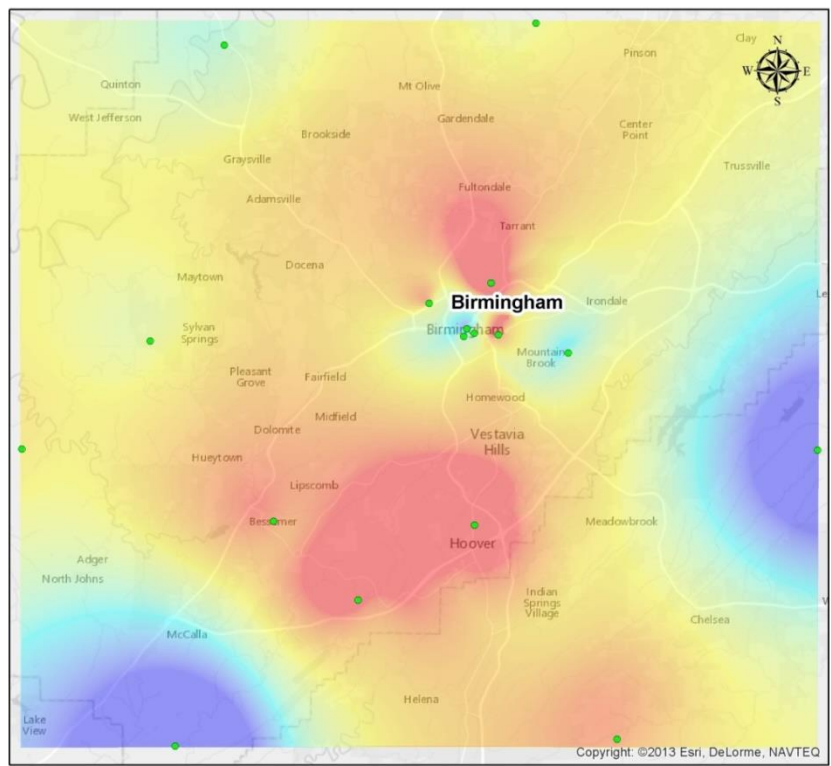 Clay
N
Pinson
W E
S
Quinton
Mt Olive
West Jefferson
Gardendale
Center
Point
Brookside
Graysville
Trussville
Fultondale
Adamsville
Tarrant
Docena
Maytown
Le
Birmingham
Irondale
Sylvan
Springs
Birmingham
Mountain
Brook
Pleasant
Grove
Fairfield
Homewood
Midfield
Dolomite
Vestavia
Hills
Hueytown
Lipscomb
Bessemer
Meadowbrook
Hoover
Adger
North Johns
Indian
Springs
Village
V
Chelsea
McCalla
Helena
Lake
View
Copyright: ©2013 Esri, DeLorme, NAVTEQ